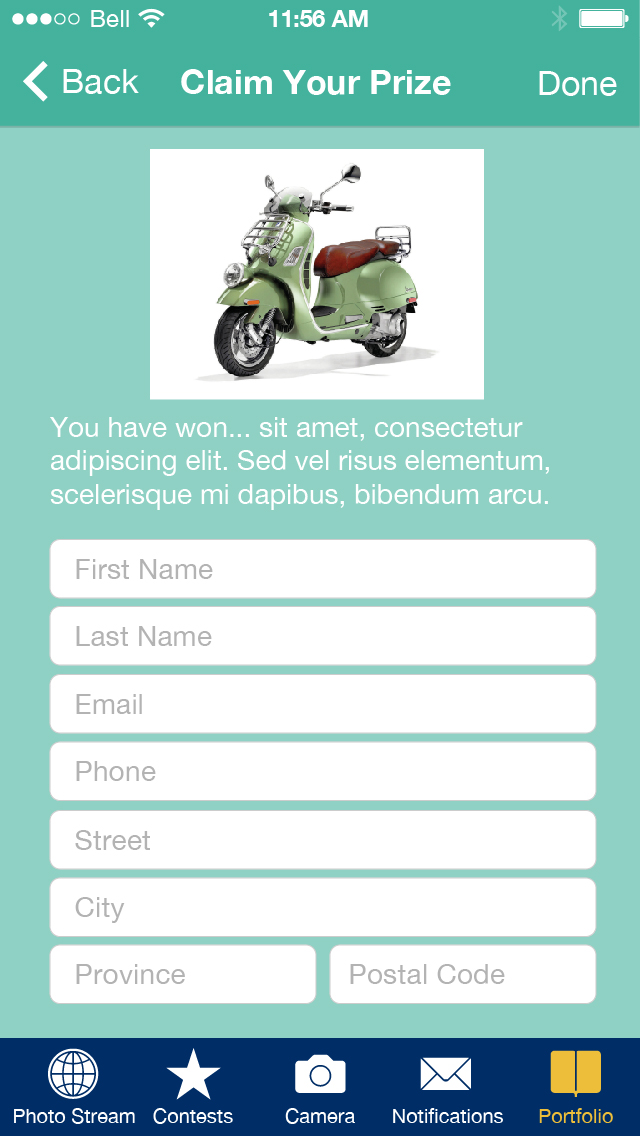 Bell 11:56 AM
Back Claim Your Prize Done
You have won... sit amet, consectetur
adipiscing elit. Sed vel risus elementum,
scelerisque mi dapibus, bibendum arcu.
First Name
Last Name
Email
Phone
Street
City
Province Postal Code
Photo Stream Contests Camera Notifications Portfolio